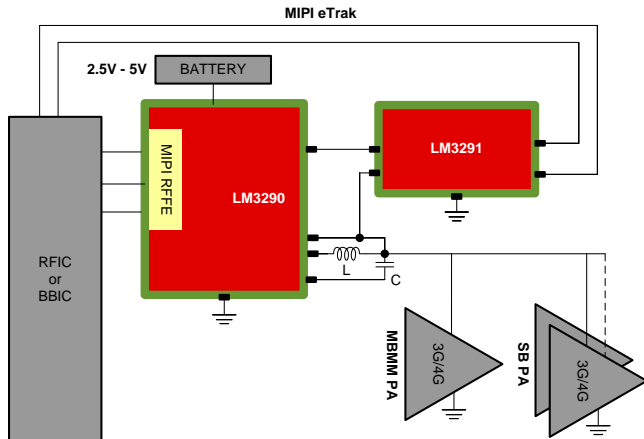 MIPI eTrak
2.5V - 5V
BATTERY
MIPI RFFE
LM3290
LM3291
RFIC
or
BBIC
L
C
MBMM PA
3G/4G
SB PA
3G/4G